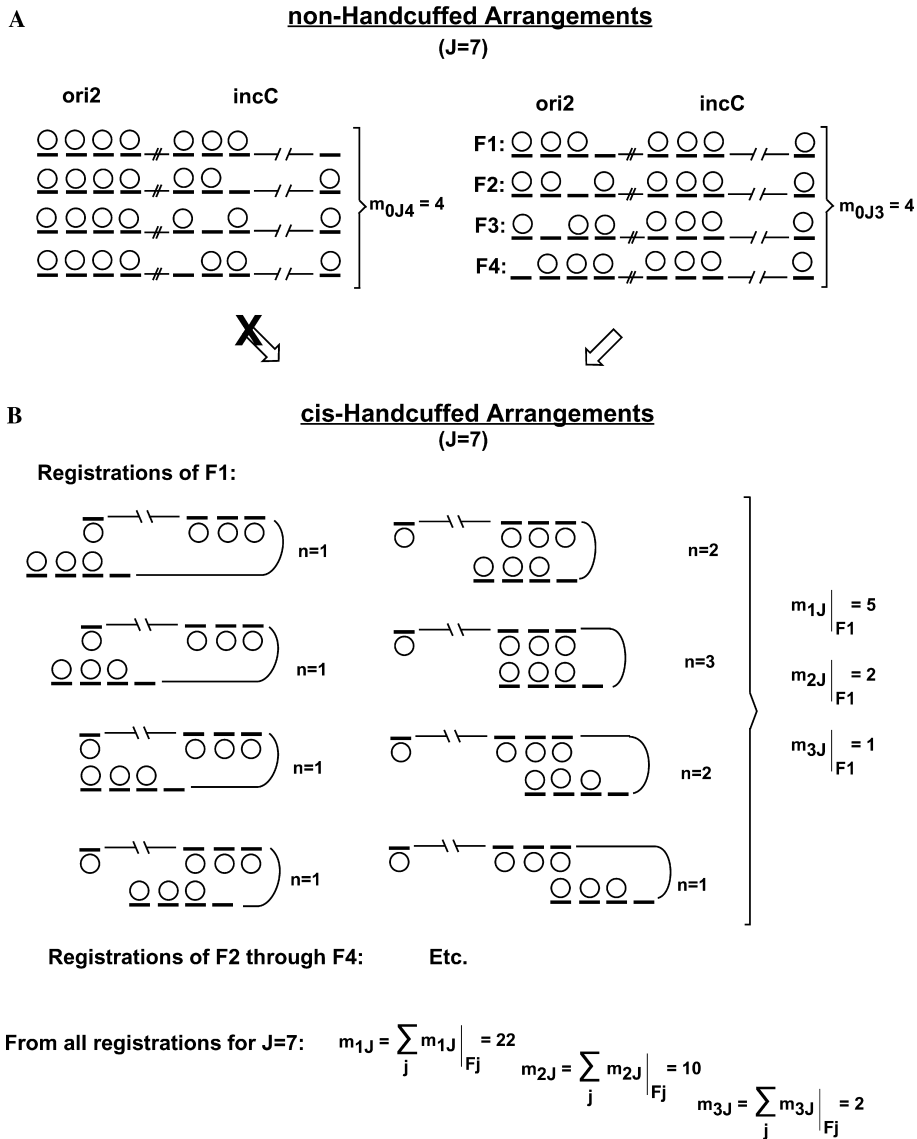 A
non-Handcuffed Arrangements
(J=7)
ori2 incC
m0J4 = 4
ori2 incC
F1:
F2:
F3:
F4:
m0J3 = 4
X
B
cis-Handcuffed Arrangements
(J=7)
Registrations of F1:
n=1 n=2
n=1 n=3
n=1 n=2
n=1 n=1
m1J|F1 = 5
m2J|F1 = 2
m3J|F1 = 1
Registrations of F2 through F4: Etc.
From all registrations for J=7: m1J = ∑j m1J|Fj = 22
m2J = ∑j m2J|Fj = 10
m3J = ∑j m3J|Fj = 2